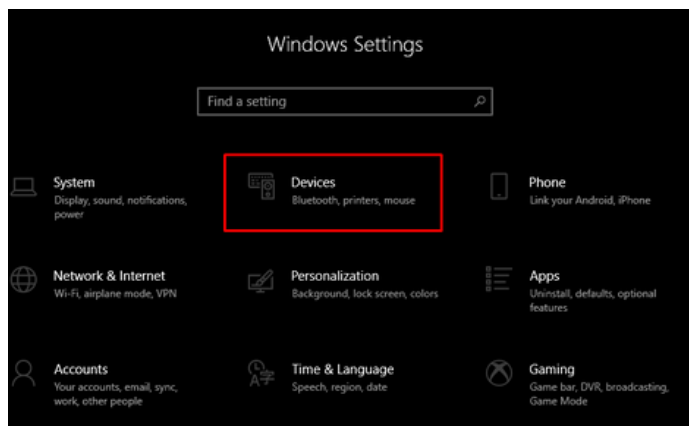 Windows Settings
Find a setting
System
Display, sound, notifications,
power
Devices
Bluetooth, printers, mouse
Phone
Link your Android, iPhone
Network & Internet
Wi-Fi, airplane mode, VPN
Personalization
Background, lock screen, colors
Apps
Uninstall, defaults, optional
features
Accounts
Your accounts, email, sync,
work, other people
Time & Language
Speech, region, date
Gaming
Game bar, DVR, broadcasting,
Game Mode